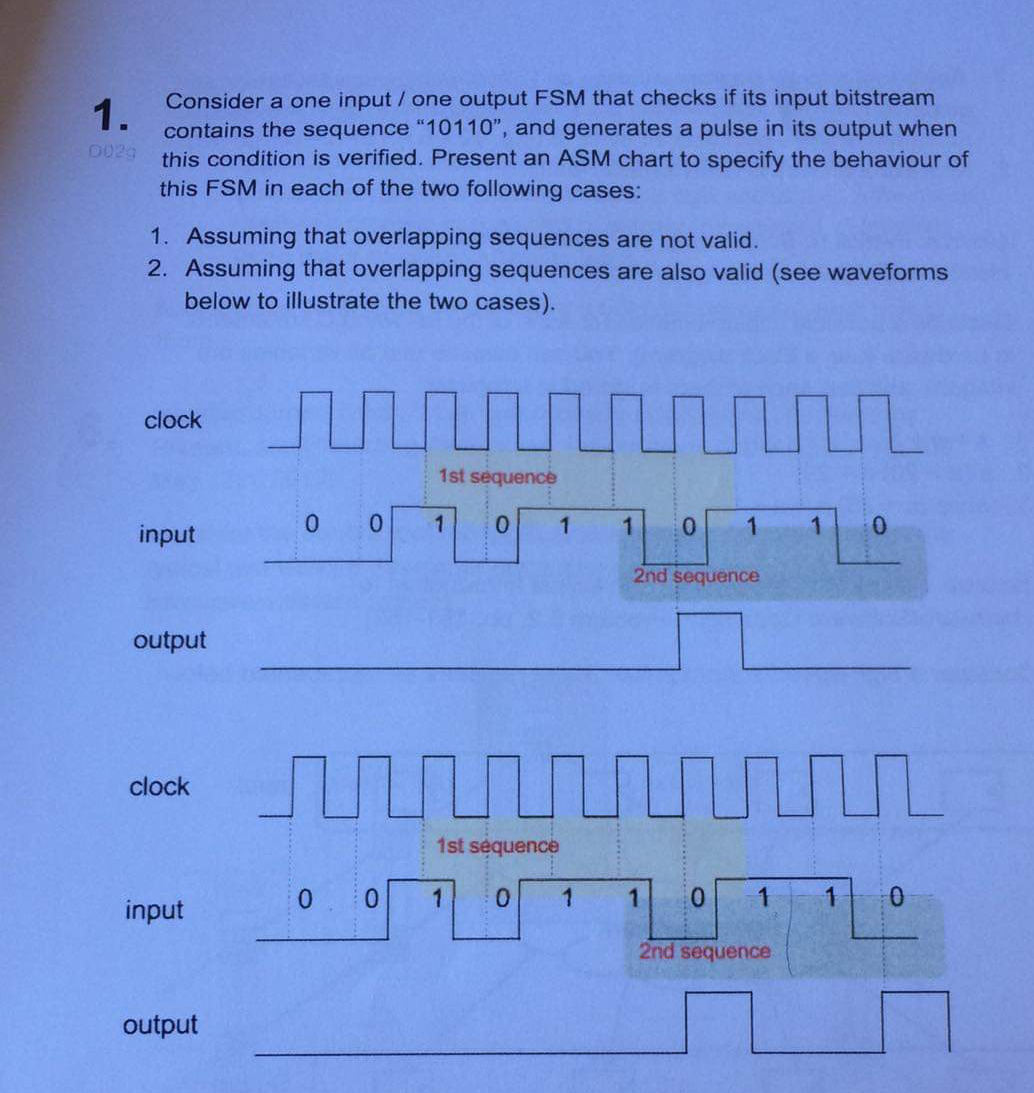 1. Consider a one input / one output FSM that checks if its input bitstream
D02g contains the sequence “10110”, and generates a pulse in its output when
this condition is verified. Present an ASM chart to specify the behaviour of
this FSM in each of the two following cases:
1. Assuming that overlapping sequences are not valid.
2. Assuming that overlapping sequences are also valid (see waveforms
below to illustrate the two cases).
clock
1st sequence
input 0 0 1 0 1 1 0 1 1 0
2nd sequence
output
clock
1st sequence
input 0 0 1 0 1 1 0 1 1 0
2nd sequence
output